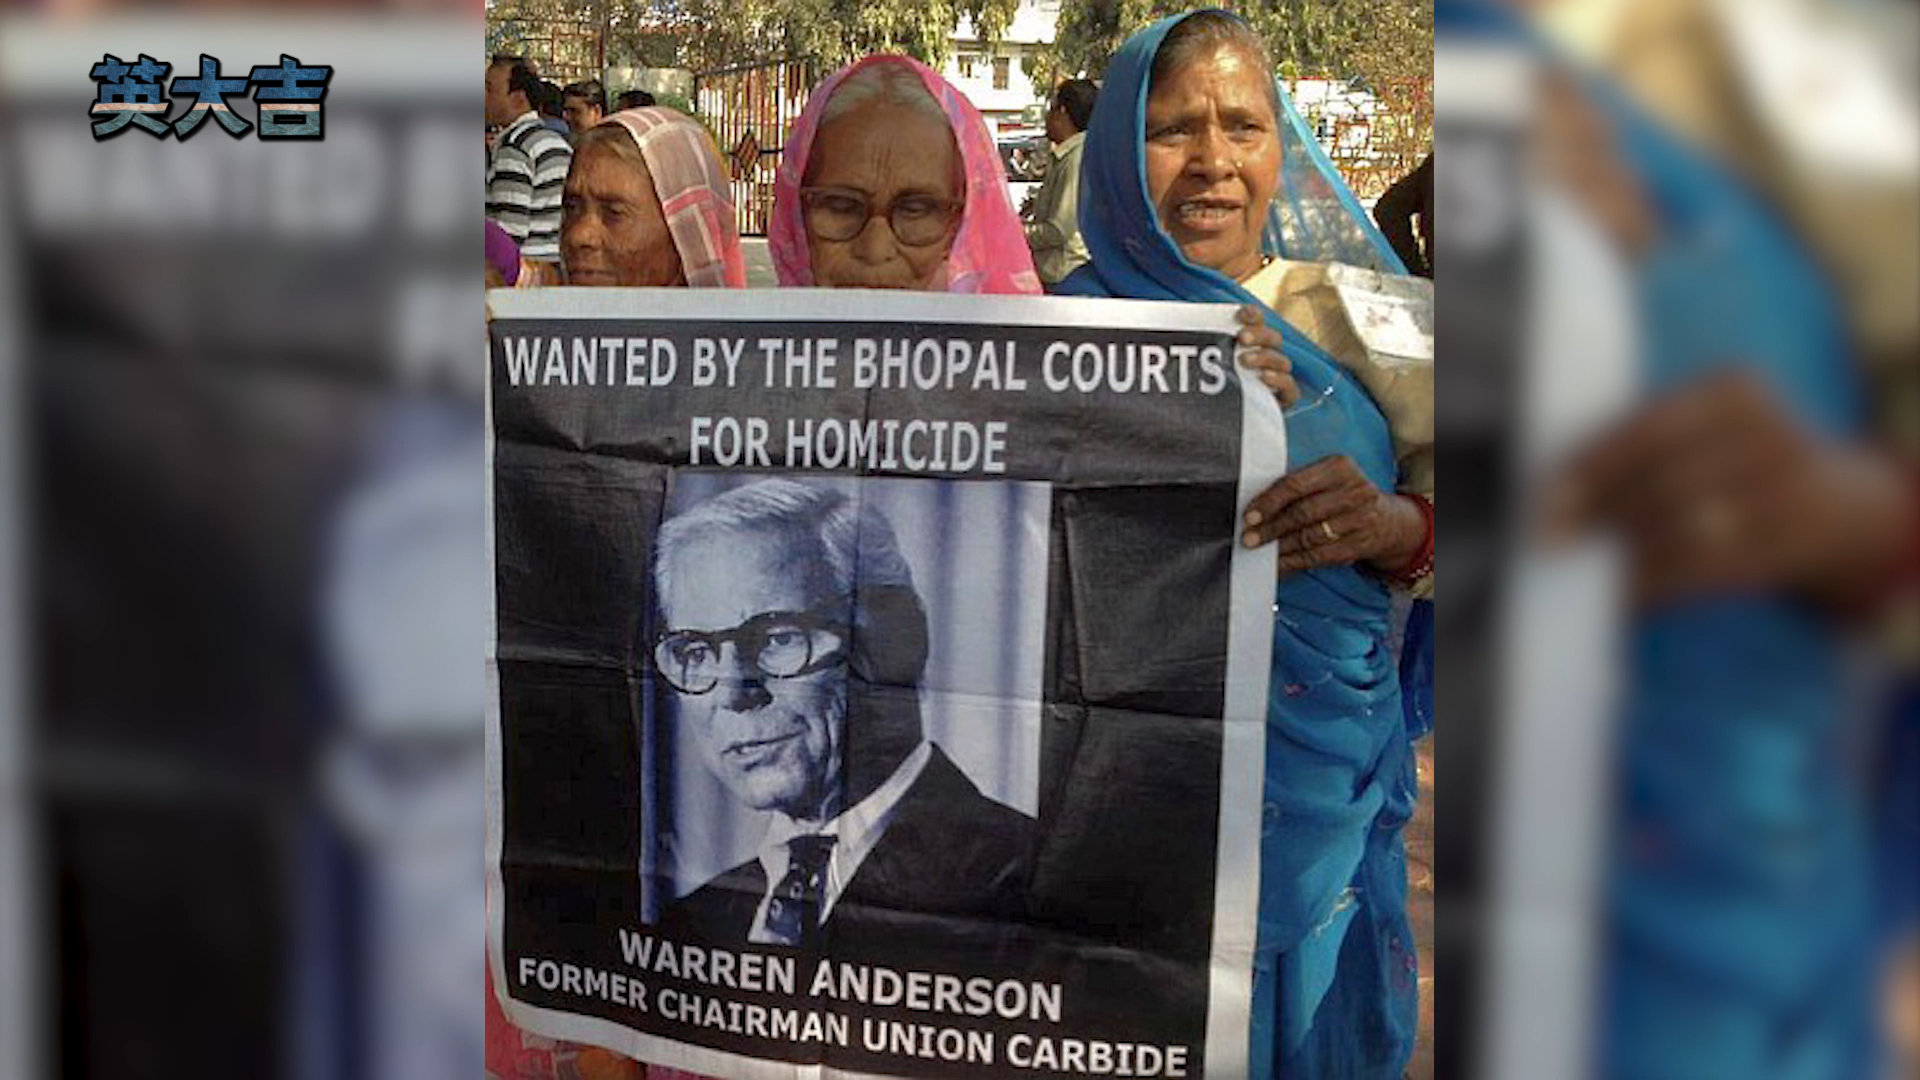 英大吉
WANTED BY THE BHOPAL COURTS
FOR HOMICIDE
WARREN ANDERSON
FORMER CHAIRMAN UNION CARBIDE